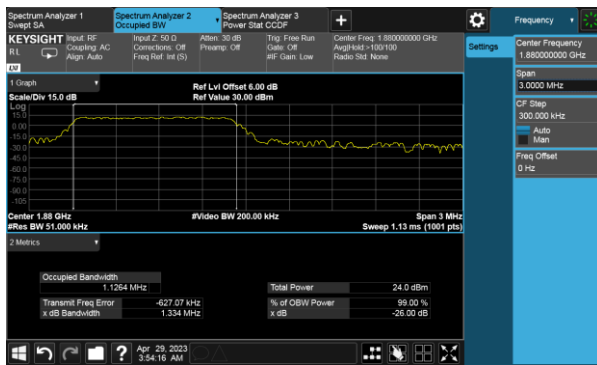 Spectrum Analyzer 1
Swept SA
Spectrum Analyzer 2
Occupied BW
Spectrum Analyzer 3
Power Stat CCDF
+
Frequency
KEYSIGHT
RL
Input: RF
Coupling: AC
Align: Auto
Input Z: 50 Ω
Corrections: Off
Freq Ref: Int (S)
Atten: 30 dB
Preamp: Off
Trig: Free Run
Gate: Off
#IF Gain: Low
Center Freq: 1.880000000 GHz
Avg|Hold:>100/100
Radio Std: None
Settings
Center Frequency
1.880000000 GHz
Span
3.0000 MHz
CF Step
300.000 kHz
Auto
Man
Freq Offset
0 Hz
1 Graph
Scale/Div 15.0 dB
Ref Lvl Offset 6.00 dB
Ref Value 30.00 dBm
Log
15.0
0.00
-15.0
-30.0
-45.0
-60.0
-75.0
-90.0
-105
Center 1.88 GHz
#Res BW 51.000 kHz
#Video BW 200.00 kHz
Span 3 MHz
Sweep 1.13 ms (1001 pts)
2 Metrics
Occupied Bandwidth
1.1264 MHz
Total Power 24.0 dBm
Transmit Freq Error -627.07 kHz
% of OBW Power 99.00 %
x dB Bandwidth 1.334 MHz
x dB -26.00 dB
?
Apr 29, 2023
3:54:16 AM